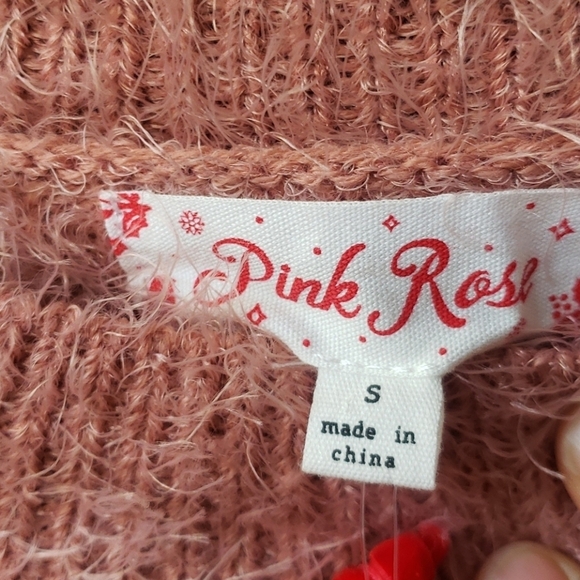 Pink Rose
S
made in
china